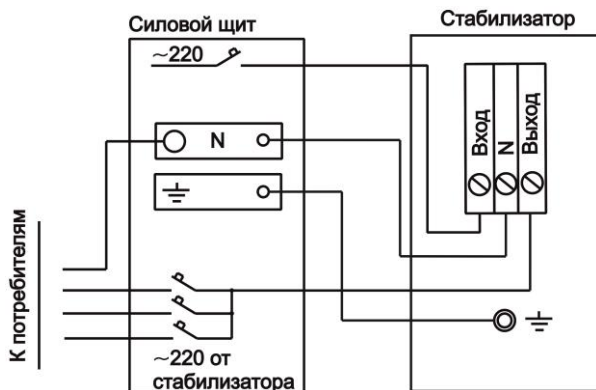 Силовой щит
Стабилизатор
~220
N
Вход
N
Выход
К потребителям
~220 от
стабилизатора